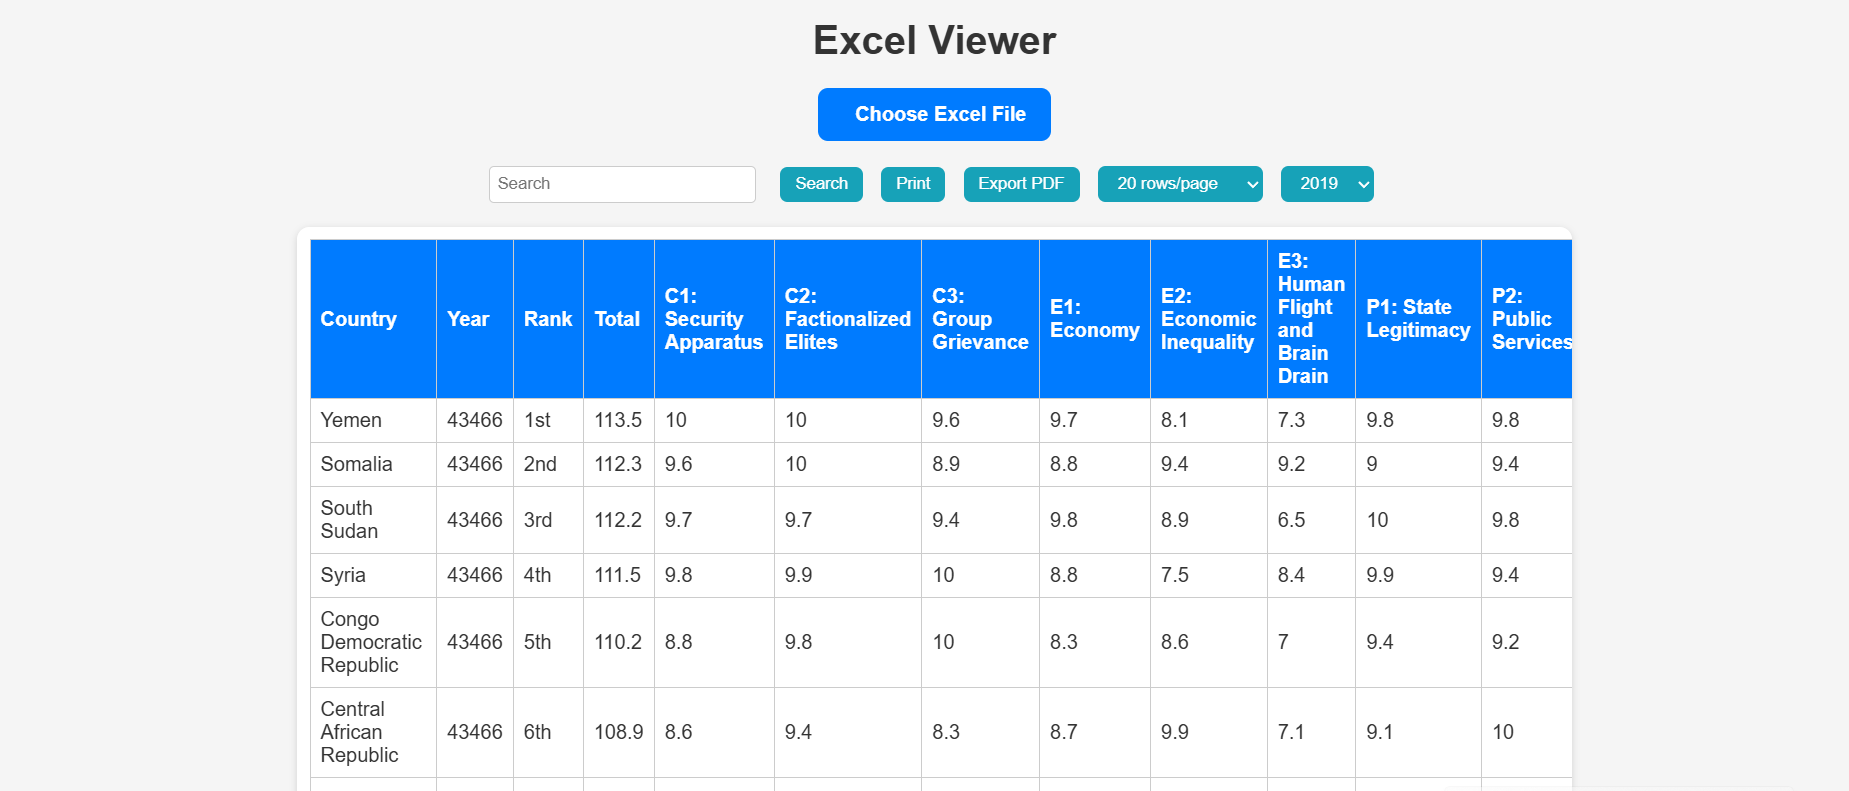 Excel Viewer
Choose Excel File
Search Search Print Export PDF 20 rows/page 2019
Country Year Rank Total C1: Security Apparatus C2: Factionalized Elites C3: Group Grievance E1: Economy E2: Economic Inequality E3: Human Flight and Brain Drain P1: State Legitimacy P2: Public Services
Yemen 43466 1st 113.5 10 10 9.6 9.7 8.1 7.3 9.8 9.8
Somalia 43466 2nd 112.3 9.6 10 8.9 8.8 9.4 9.2 9 9.4
South Sudan 43466 3rd 112.2 9.7 9.7 9.4 9.8 8.9 6.5 10 9.8
Syria 43466 4th 111.5 9.8 9.9 10 8.8 7.5 8.4 9.9 9.4
Congo Democratic Republic 43466 5th 110.2 8.8 9.8 10 8.3 8.6 7 9.4 9.2
Central African Republic 43466 6th 108.9 8.6 9.4 8.3 8.7 9.9 7.1 9.1 10